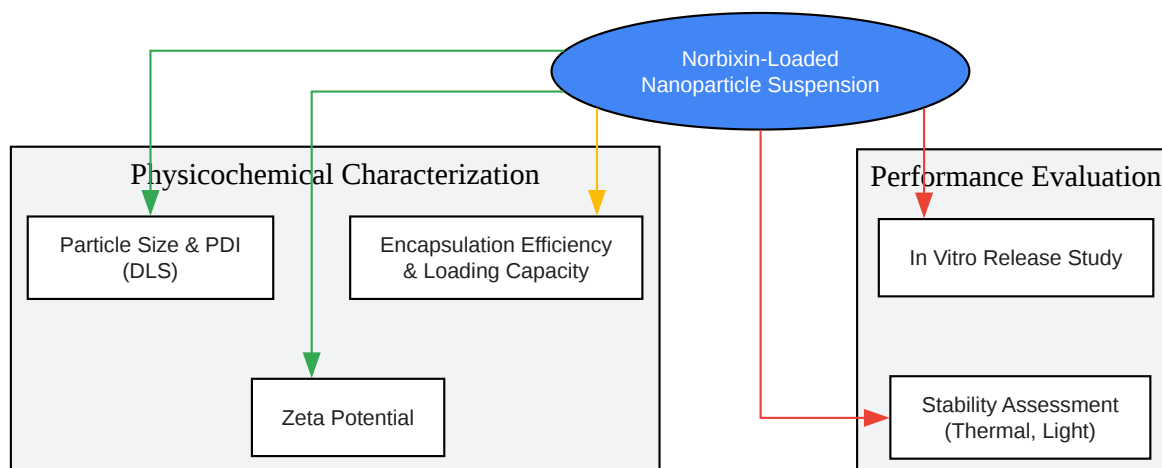 Norbixin-Loaded
Nanoparticle Suspension
Physicochemical Characterization
Performance Evaluation
Particle Size & PDI
(DLS)
Encapsulation Efficiency
& Loading Capacity
In Vitro Release Study
Zeta Potential
Stability Assessment
(Thermal, Light)